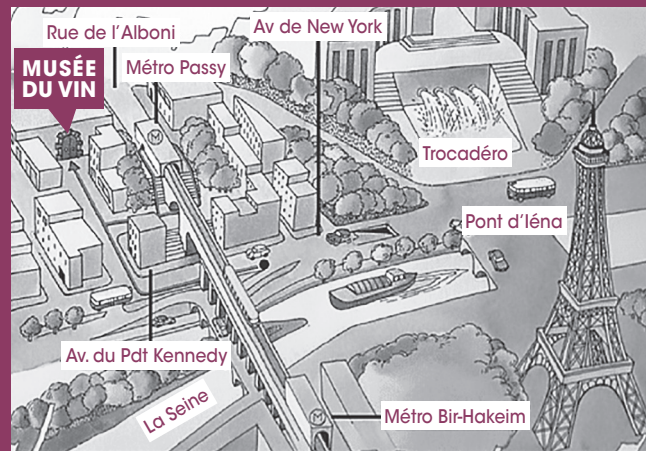 Rue de l'Alboni
Av de New York
MUSÉE
DU VIN
Métro Passy
M
Trocadéro
Pont d'Iéna
Av. du Pdt Kennedy
La Seine
M
Métro Bir-Hakeim